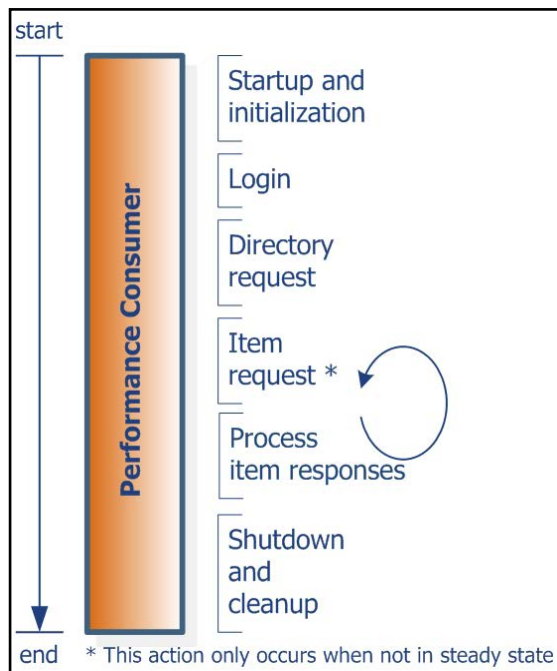 start
Performance Consumer
Startup and
initialization
Login
Directory
request
Item
request *
Process
item responses
Shutdown
and
cleanup
end
* This action only occurs when not in steady state